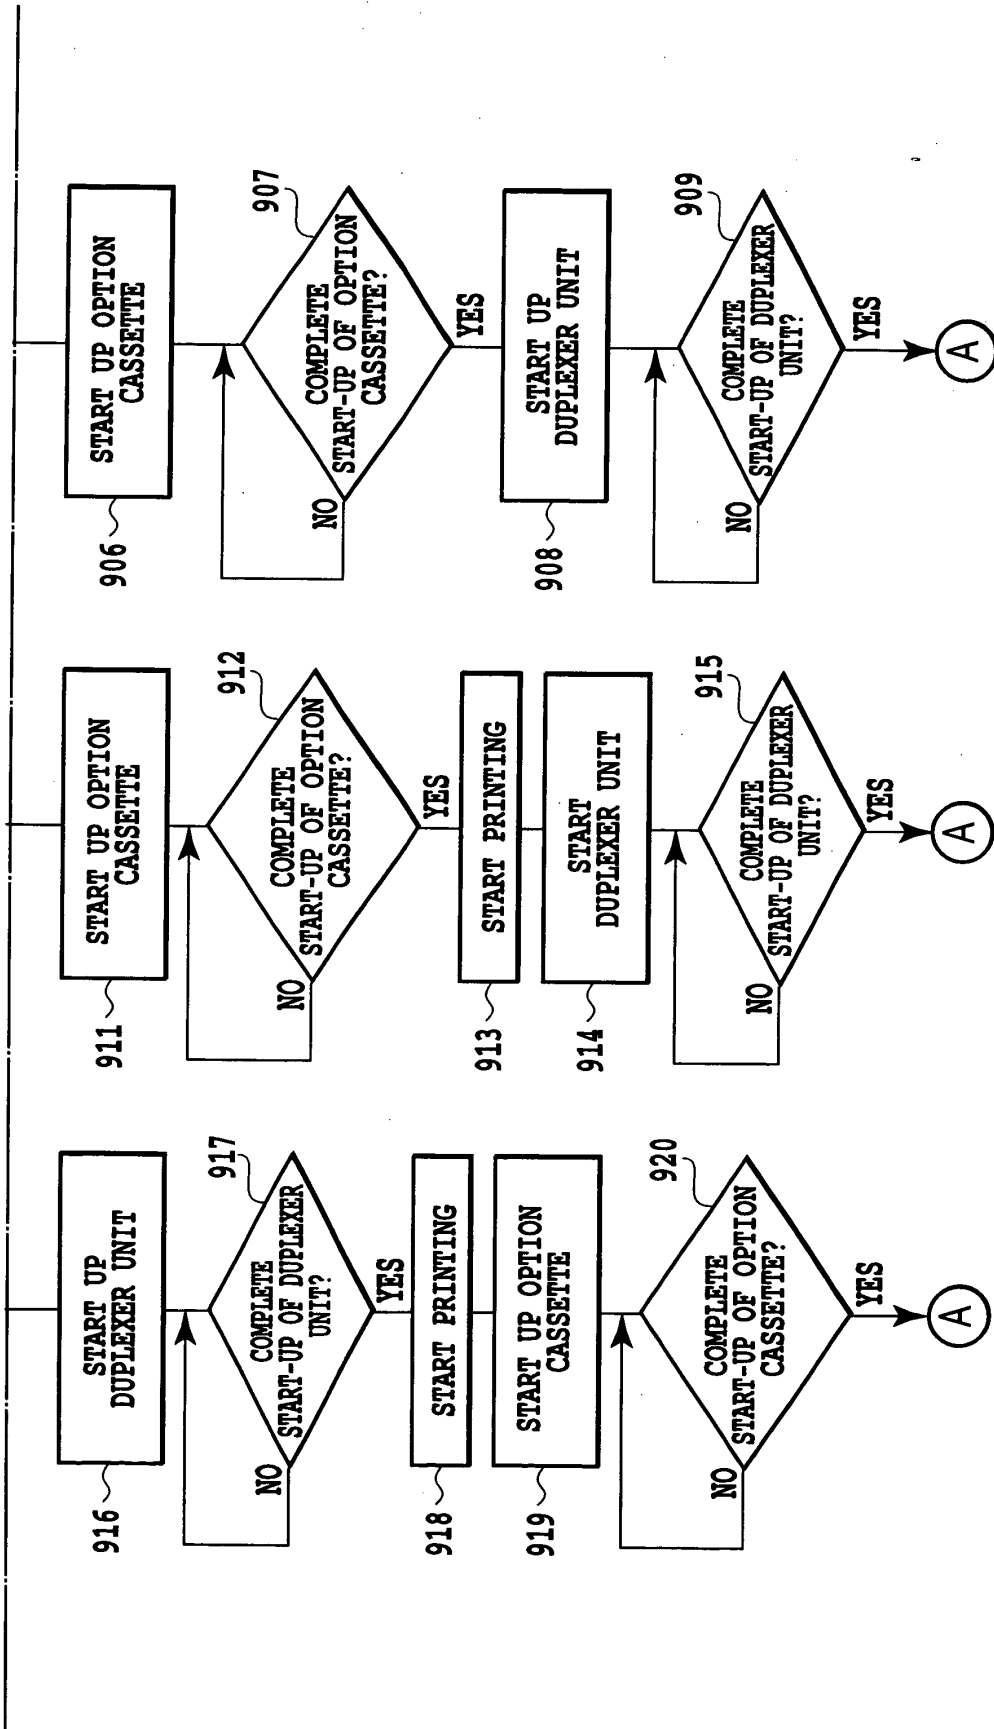 START UP
DUPLEXER UNIT
916
COMPLETE
START-UP OF DUPLEXER
UNIT?
917
NO
YES
START PRINTING
918
START UP OPTION
CASSETTE
919
COMPLETE
START-UP OF OPTION
CASSETTE?
920
NO
YES
A
START UP OPTION
CASSETTE
911
COMPLETE
START-UP OF OPTION
CASSETTE?
912
NO
YES
START PRINTING
913
START
DUPLEXER UNIT
914
COMPLETE
START-UP OF DUPLEXER
UNIT?
915
NO
YES
A
START UP OPTION
CASSETTE
906
COMPLETE
START-UP OF OPTION
CASSETTE?
907
NO
YES
START UP
DUPLEXER UNIT
908
COMPLETE
START-UP OF DUPLEXER
UNIT?
909
NO
YES
A